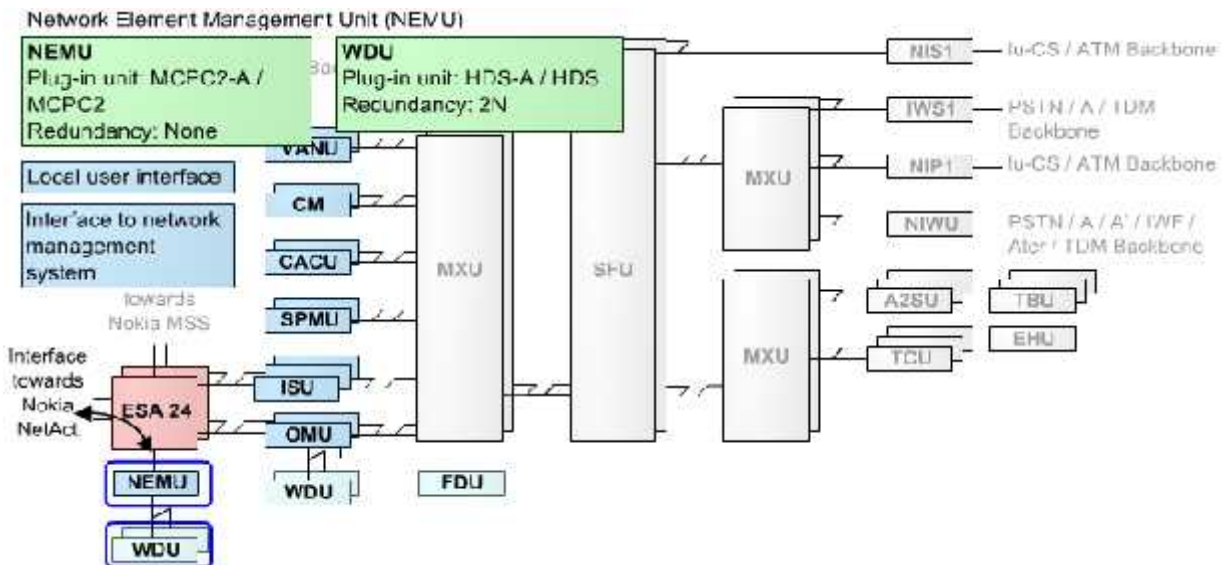 Network Element Management Unit (NEMU)
NEMU
Plug-in unit: MCPC2-A /
MCPC2
Redundancy: None
WDU
Plug-in unit: HDS-A / HDS
Redundancy: 2N
Local user interface
Interface to network
management
system
towards
Nokia MSS
Interface
towards
Nokia
NetAct
ESA 24
NEMU
WDU
VANU
CM
CACU
SPMU
ISU
OMU
WDU
MXU
FDU
SFU
MXU
MXU
NIS1
Iu-CS / ATM Backbone
IWS1
PSTN / A / TDM
Backbone
NIP1
Iu-CS / ATM Backbone
NIWU
PSTN / A / A' / IWF /
Ater / TDM Backbone
A2SU
TBU
TCU
EHU